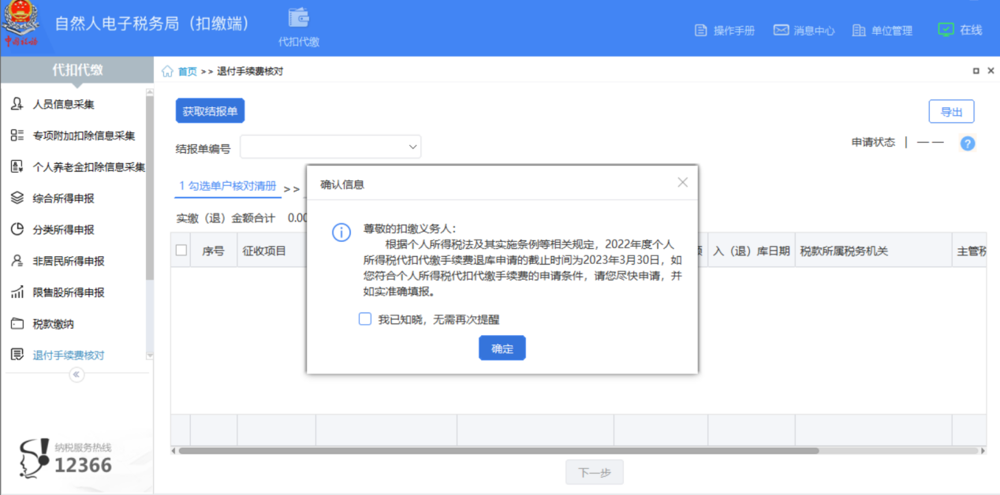 自然人电子税务局（扣缴端）
代扣代缴
操作手册
消息中心
单位管理
在线
代扣代缴
首页 >> 退付手续费核对
人员信息采集
专项附加扣除信息采集
个人养老金扣除信息采集
综合所得申报
分类所得申报
非居民所得申报
限售股所得申报
税款缴纳
退付手续费核对
纳税服务热线
12366
获取结报单
导出
结报单编号
申请状态 | — —
?
1 勾选单户核对清册 >>
实缴（退）金额合计 0.00
序号
征收项目
入（退）库日期
税款所属税务机关
主管税
确认信息
尊敬的扣缴义务人：
根据个人所得税法及其实施条例等相关规定，2022年度个人
所得税代扣代缴手续费退库申请的截止时间为2023年3月30日，如
您符合个人所得税代扣代缴手续费的申请条件，请您尽快申请，并
如实准确填报。
我已知晓，无需再次提醒
确定
下一步